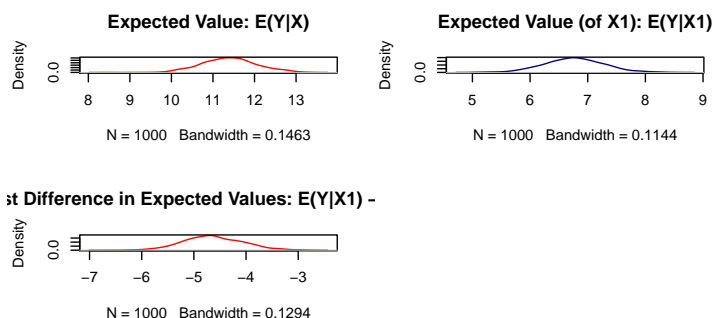 Expected Value: E(Y|X)
Density
0.0
8 9 10 11 12 13
N = 1000 Bandwidth = 0.1463
Expected Value (of X1): E(Y|X1)
Density
0.0
5 6 7 8 9
N = 1000 Bandwidth = 0.1144
st Difference in Expected Values: E(Y|X1) −
Density
0.0
−7 −6 −5 −4 −3
N = 1000 Bandwidth = 0.1294